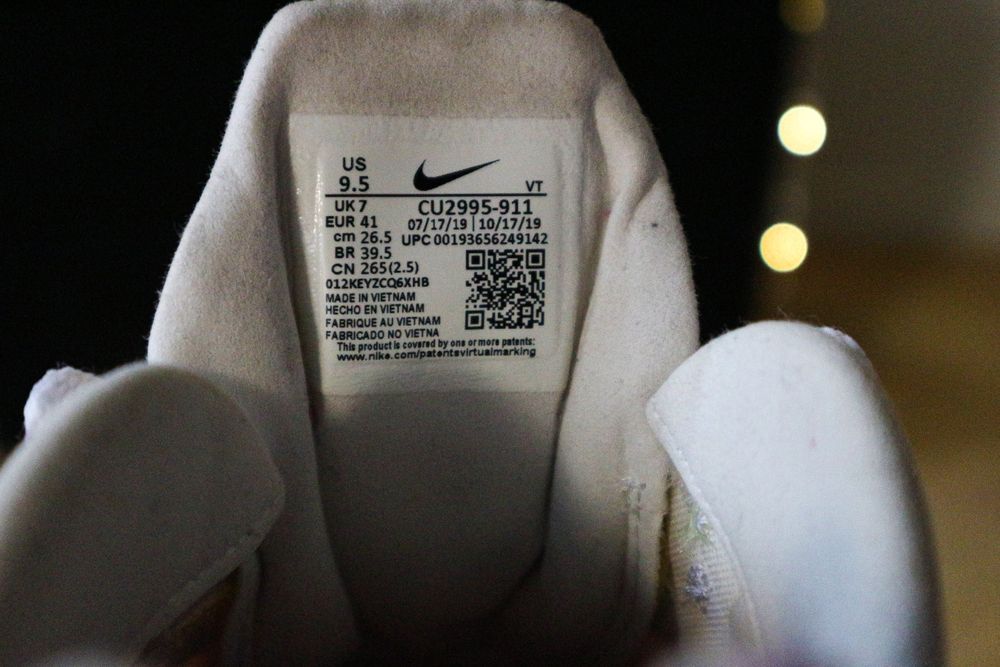 US
9.5
VT
UK 7
CU2995-911
EUR 41
07/17/19 | 10/17/19
cm 26.5
UPC 00193656249142
BR 39.5
CN 265(2.5)
012KEYZCQ6XHB
MADE IN VIETNAM
HECHO EN VIETNAM
FABRIQUE AU VIETNAM
FABRICADO NO VIETNA
This product is covered by one or more patents:
www.nike.com/patentsvirtualmarking